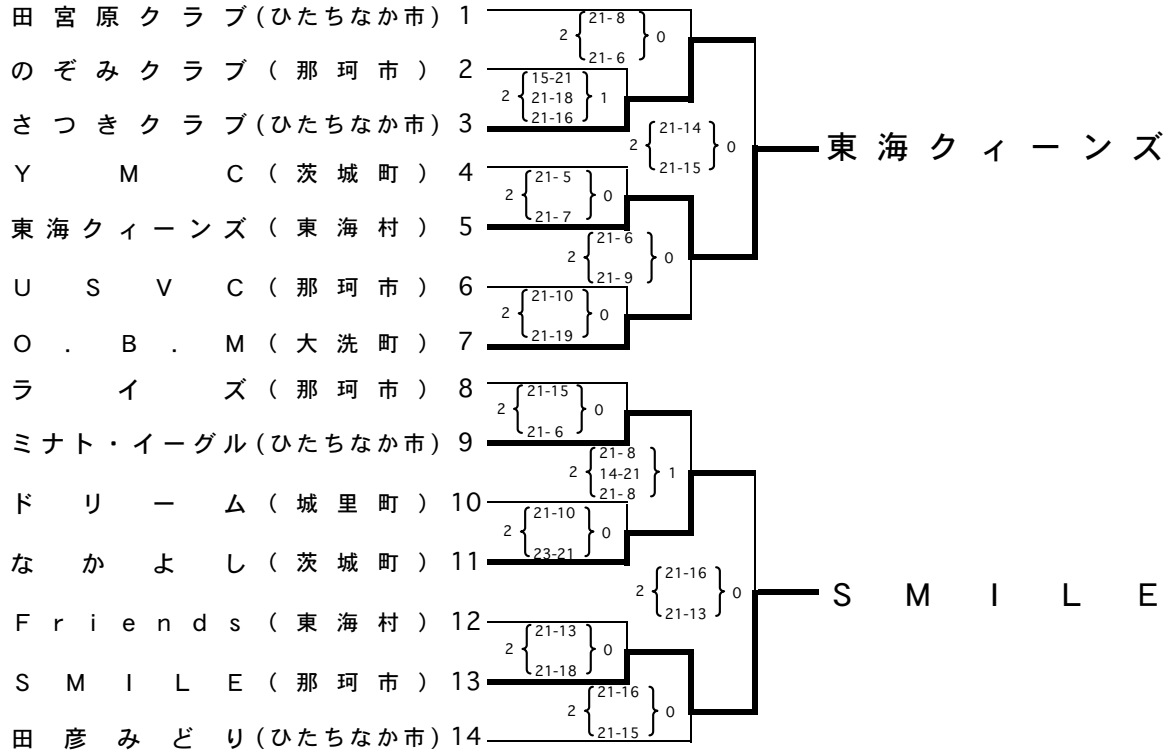 田宮原クラブ(ひたちなか市) 1
21-8
2 0
21-6
のぞみクラブ(那珂市) 2
15-21
2 21-18 1
21-16
さつきクラブ(ひたちなか市) 3
21-14
2 0
21-15
東海クィーンズ
YMC(茨城町) 4
21-5
2 0
21-7
東海クィーンズ(東海村) 5
21-6
2 0
21-9
USVC(那珂市) 6
21-10
2 0
21-19
O.B.M(大洗町) 7
ライズ(那珂市) 8
21-15
2 0
21-6
ミナト・イーグル(ひたちなか市) 9
21-8
2 14-21 1
21-8
ドリーム(城里町) 10
21-10
2 0
23-21
なかよし(茨城町) 11
21-16
2 0
21-13
SMILE
Friends(東海村) 12
21-13
2 0
21-18
SMILE(那珂市) 13
21-16
2 0
21-15
田彦みどり(ひたちなか市) 14